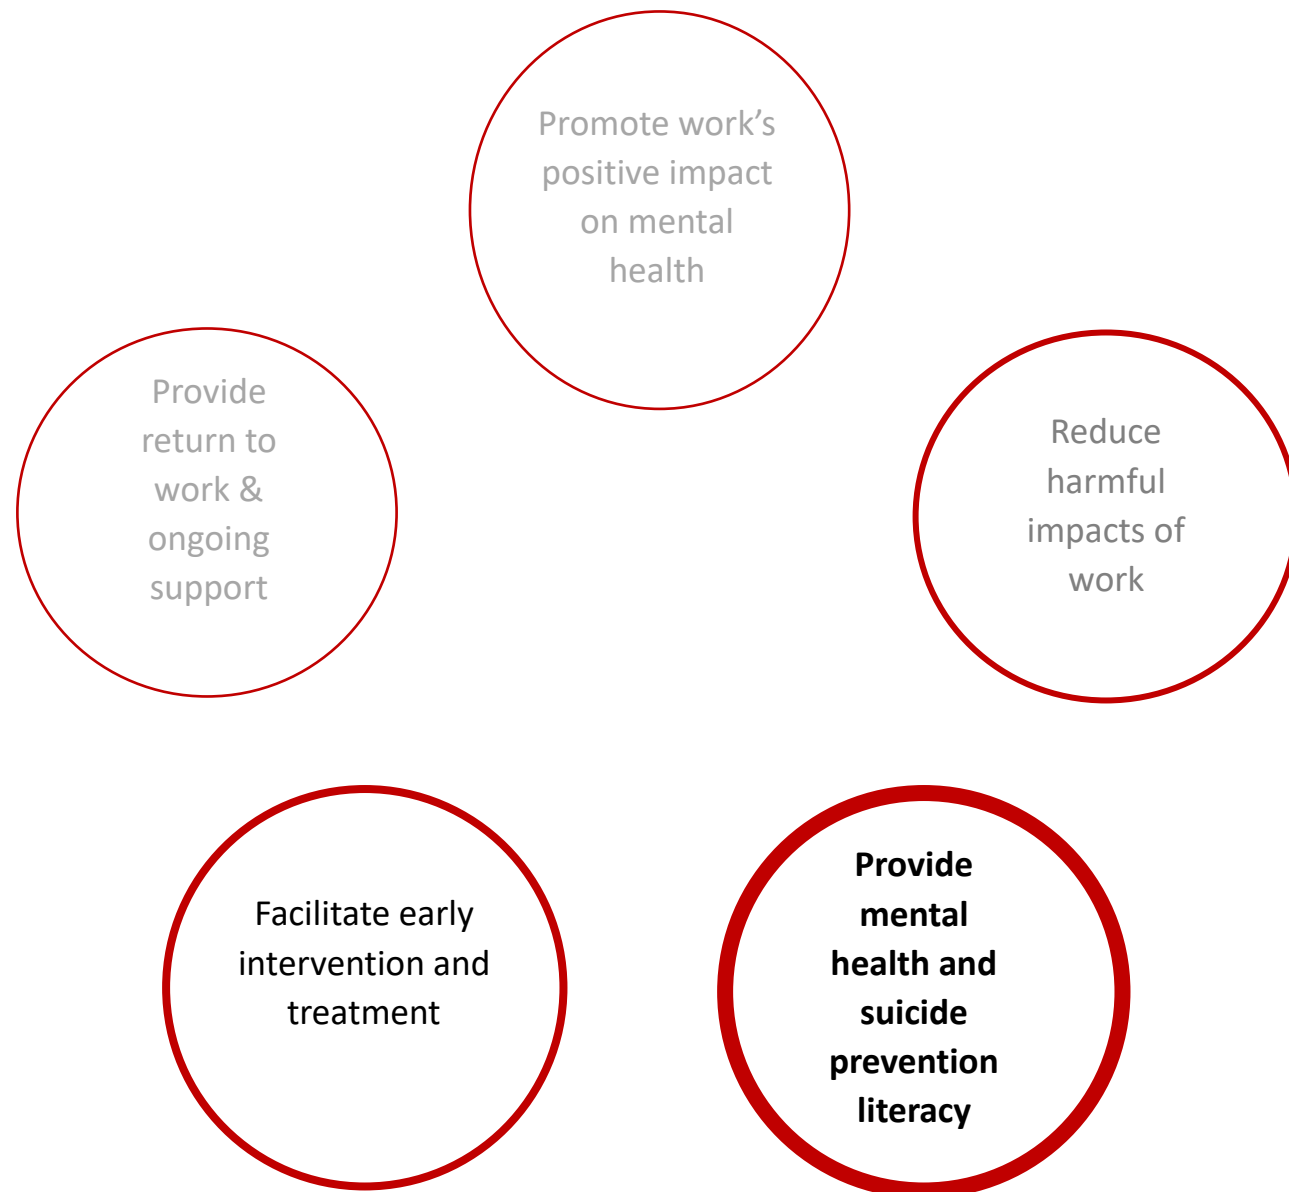 Promote work’s
positive impact
on mental
health
Provide
return to
work &
ongoing
support
Reduce
harmful
impacts of
work
Facilitate early
intervention and
treatment
Provide
mental
health and
suicide
prevention
literacy